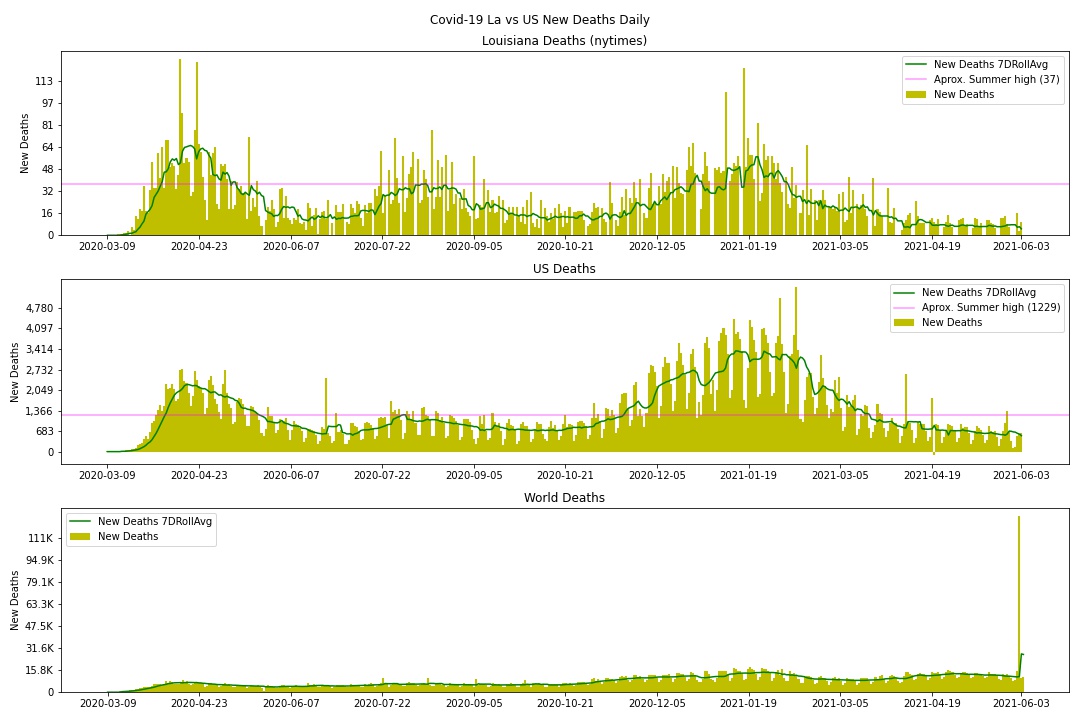 Covid-19 La vs US New Deaths Daily
Louisiana Deaths (nytimes)
New Deaths 7DRollAvg
Aprox. Summer high (37)
New Deaths
New Deaths
113
97
81
64
48
32
16
0
2020-03-09 2020-04-23 2020-06-07 2020-07-22 2020-09-05 2020-10-21 2020-12-05 2021-01-19 2021-03-05 2021-04-19 2021-06-03
US Deaths
New Deaths 7DRollAvg
Aprox. Summer high (1229)
New Deaths
New Deaths
4,780
4,097
3,414
2,732
2,049
1,366
683
0
2020-03-09 2020-04-23 2020-06-07 2020-07-22 2020-09-05 2020-10-21 2020-12-05 2021-01-19 2021-03-05 2021-04-19 2021-06-03
World Deaths
New Deaths 7DRollAvg
New Deaths
New Deaths
111K
94.9K
79.1K
63.3K
47.5K
31.6K
15.8K
0
2020-03-09 2020-04-23 2020-06-07 2020-07-22 2020-09-05 2020-10-21 2020-12-05 2021-01-19 2021-03-05 2021-04-19 2021-06-03